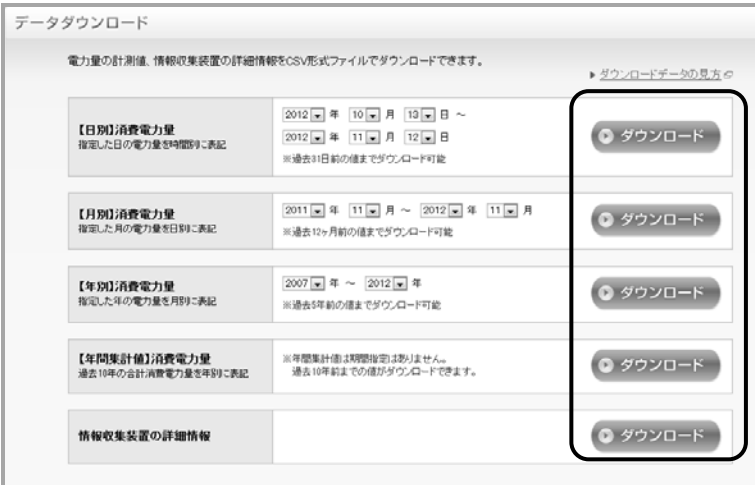 データダウンロード
電力量の計測値、情報収集装置の詳細情報をCSV形式ファイルでダウンロードできます。
ダウンロードデータの見方
【日別】消費電力量
指定した日の電力量を時間別に表記
2012 年 10 月 13 日 ～
2012 年 11 月 12 日
※過去31日前の値までダウンロード可能
ダウンロード
【月別】消費電力量
指定した月の電力量を日別に表記
2011 年 11 月 ～ 2012 年 11 月
※過去12ヶ月前の値までダウンロード可能
ダウンロード
【年別】消費電力量
指定した年の電力量を月別に表記
2007 年 ～ 2012 年
※過去5年前の値までダウンロード可能
ダウンロード
【年間集計値】消費電力量
過去10年の合計消費電力量を年別に表記
※年間集計値は期間指定はありません。
過去10年前までの値がダウンロードできます。
ダウンロード
情報収集装置の詳細情報
ダウンロード